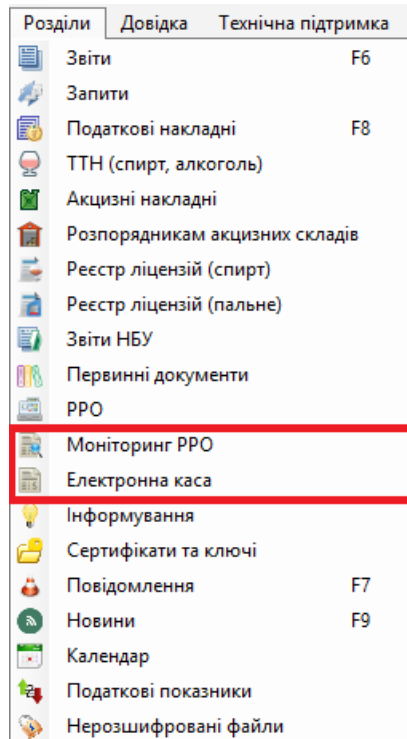 Розділи Довідка Технічна підтримка
Звіти F6
Запити
Податкові накладні F8
ТТН (спирт, алкоголь)
Акцизні накладні
Розпорядникам акцизних складів
Реєстр ліцензій (спирт)
Реєстр ліцензій (пальне)
Звіти НБУ
Первинні документи
РРО
Моніторинг РРО
Електронна каса
Інформування
Сертифікати та ключі
Повідомлення F7
Новини F9
Календар
Податкові показники
Нерозшифровані файли